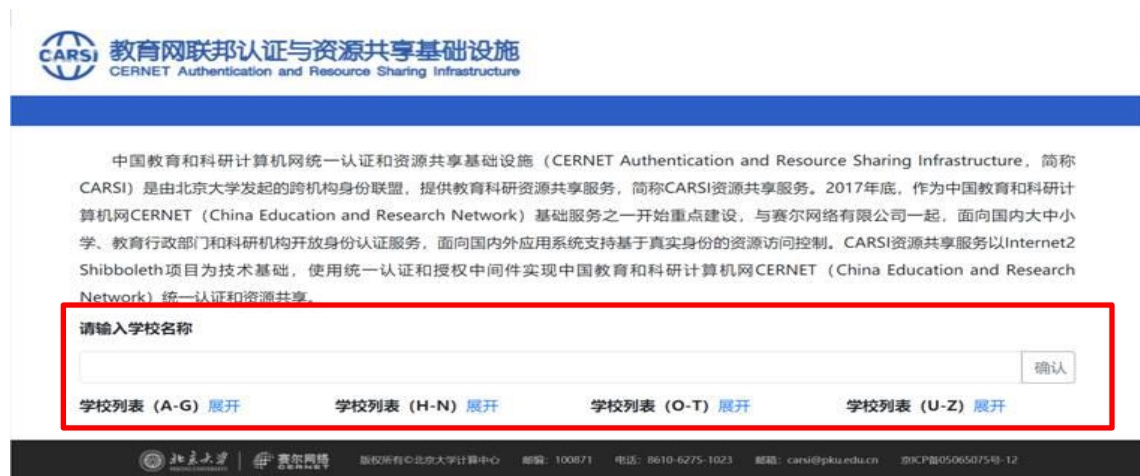 CARSI 教育网联邦认证与资源共享基础设施
CERNET Authentication and Resource Sharing Infrastructure
中国教育和科研计算机网统一认证和资源共享基础设施（CERNET Authentication and Resource Sharing Infrastructure，简称
CARSI）是由北京大学发起的跨机构身份联盟，提供教育科研资源共享服务，简称CARSI资源共享服务。2017年底，作为中国教育和科研计
算机网CERNET（China Education and Research Network）基础服务之一开始重点建设，与赛尔网络有限公司一起，面向国内大中小
学、教育行政部门和科研机构开放身份认证服务，面向国内外应用系统支持基于真实身份的资源访问控制。CARSI资源共享服务以Internet2
Shibboleth项目为技术基础，使用统一认证和授权中间件实现中国教育和科研计算机网CERNET（China Education and Research
Network）统一认证和资源共享。
请输入学校名称
确认
学校列表（A-G）展开 学校列表（H-N）展开 学校列表（O-T）展开 学校列表（U-Z）展开
北京大学 赛尔网络 CERNET 版权所有©北京大学计算中心 邮编：100871 电话：8610-6275-1023 邮箱：carsi@pku.edu.cn 京ICP备05065075号-12